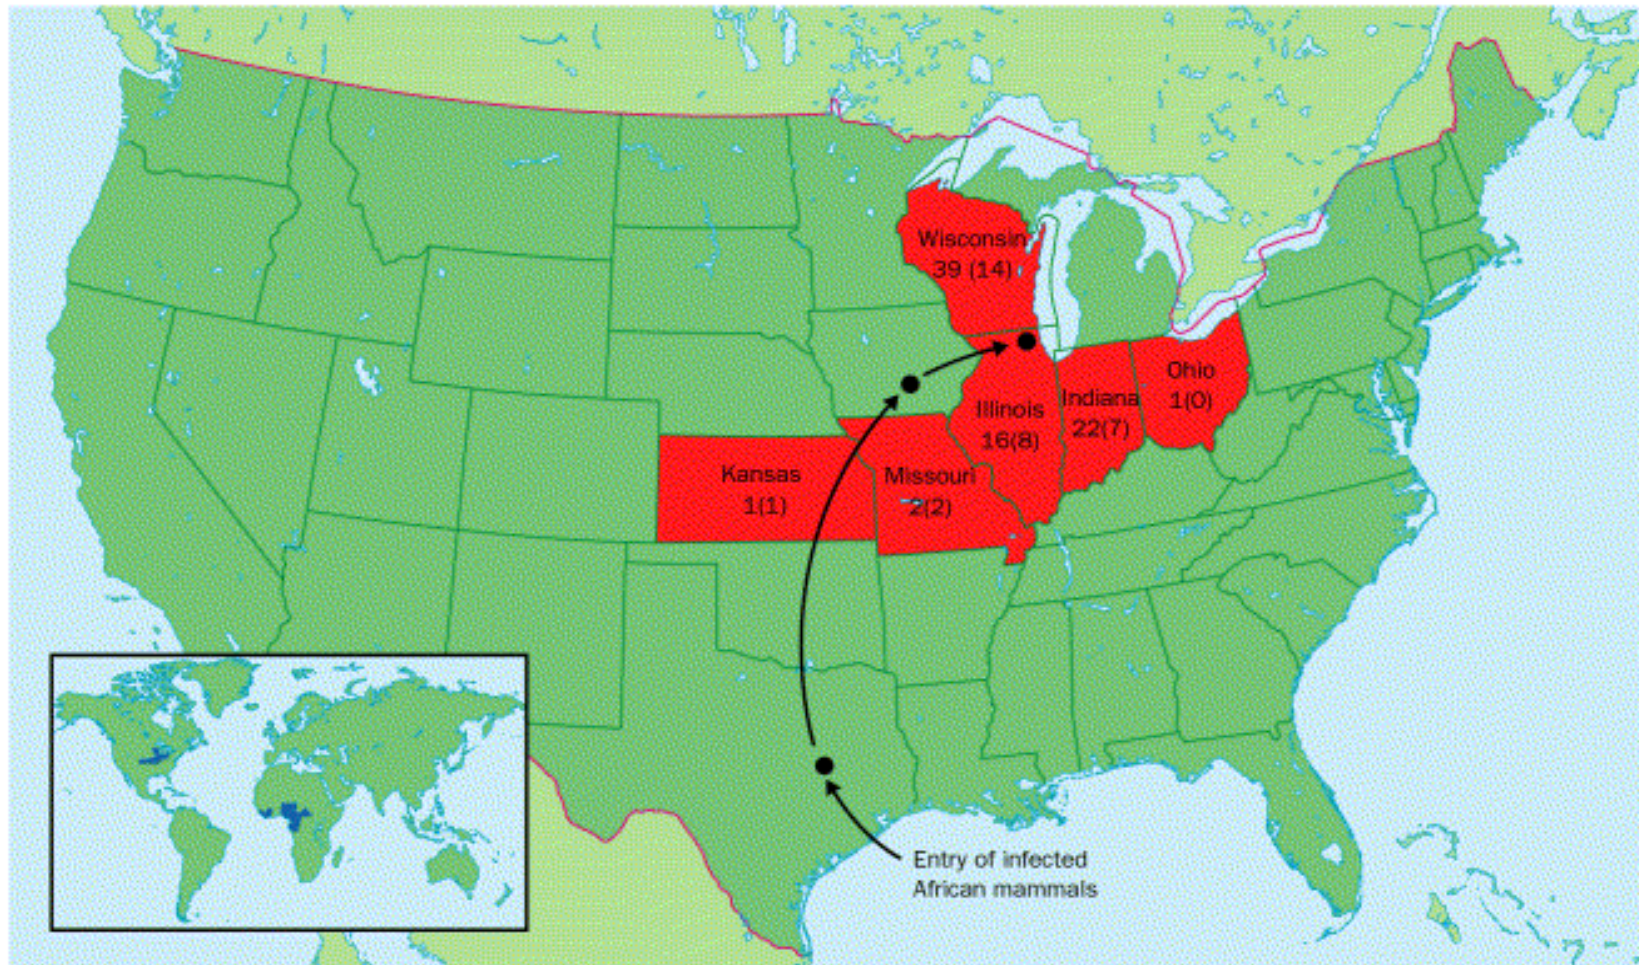 Wisconsin
39 (14)
Ohio
1(0)
Indiana
22(7)
Illinois
16(8)
Kansas
1(1)
Missouri
2(2)
Entry of infected
African mammals